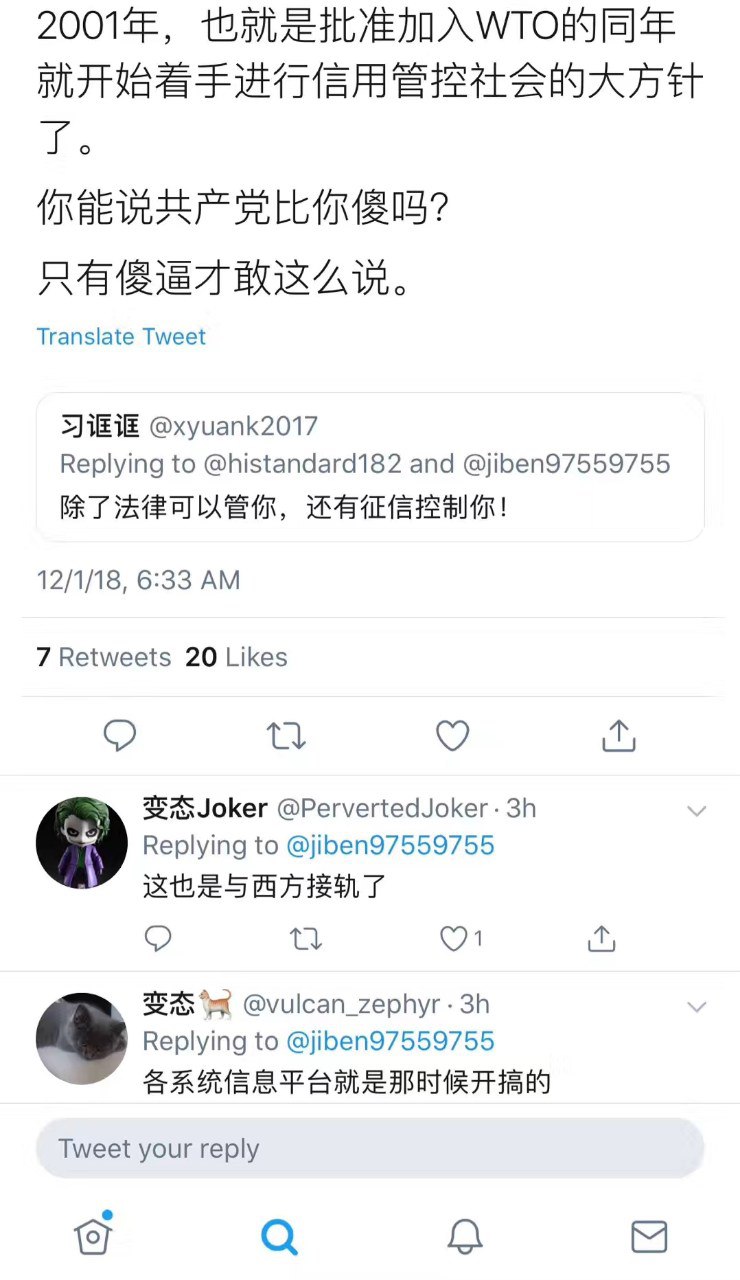 2001年，也就是批准加入WTO的同年
就开始着手进行信用管控社会的大方针
了。
你能说共产党比你傻吗？
只有傻逼才敢这么说。
Translate Tweet
习诓诓 @xyuank2017
Replying to @histandard182 and @jiben97559755
除了法律可以管你，还有征信控制你！
12/1/18, 6:33 AM
7 Retweets 20 Likes
变态Joker @PervertedJoker · 3h
Replying to @jiben97559755
这也是与西方接轨了
1
变态🐈 @vulcan_zephyr · 3h
Replying to @jiben97559755
各系统信息平台就是那时候开搞的
Tweet your reply